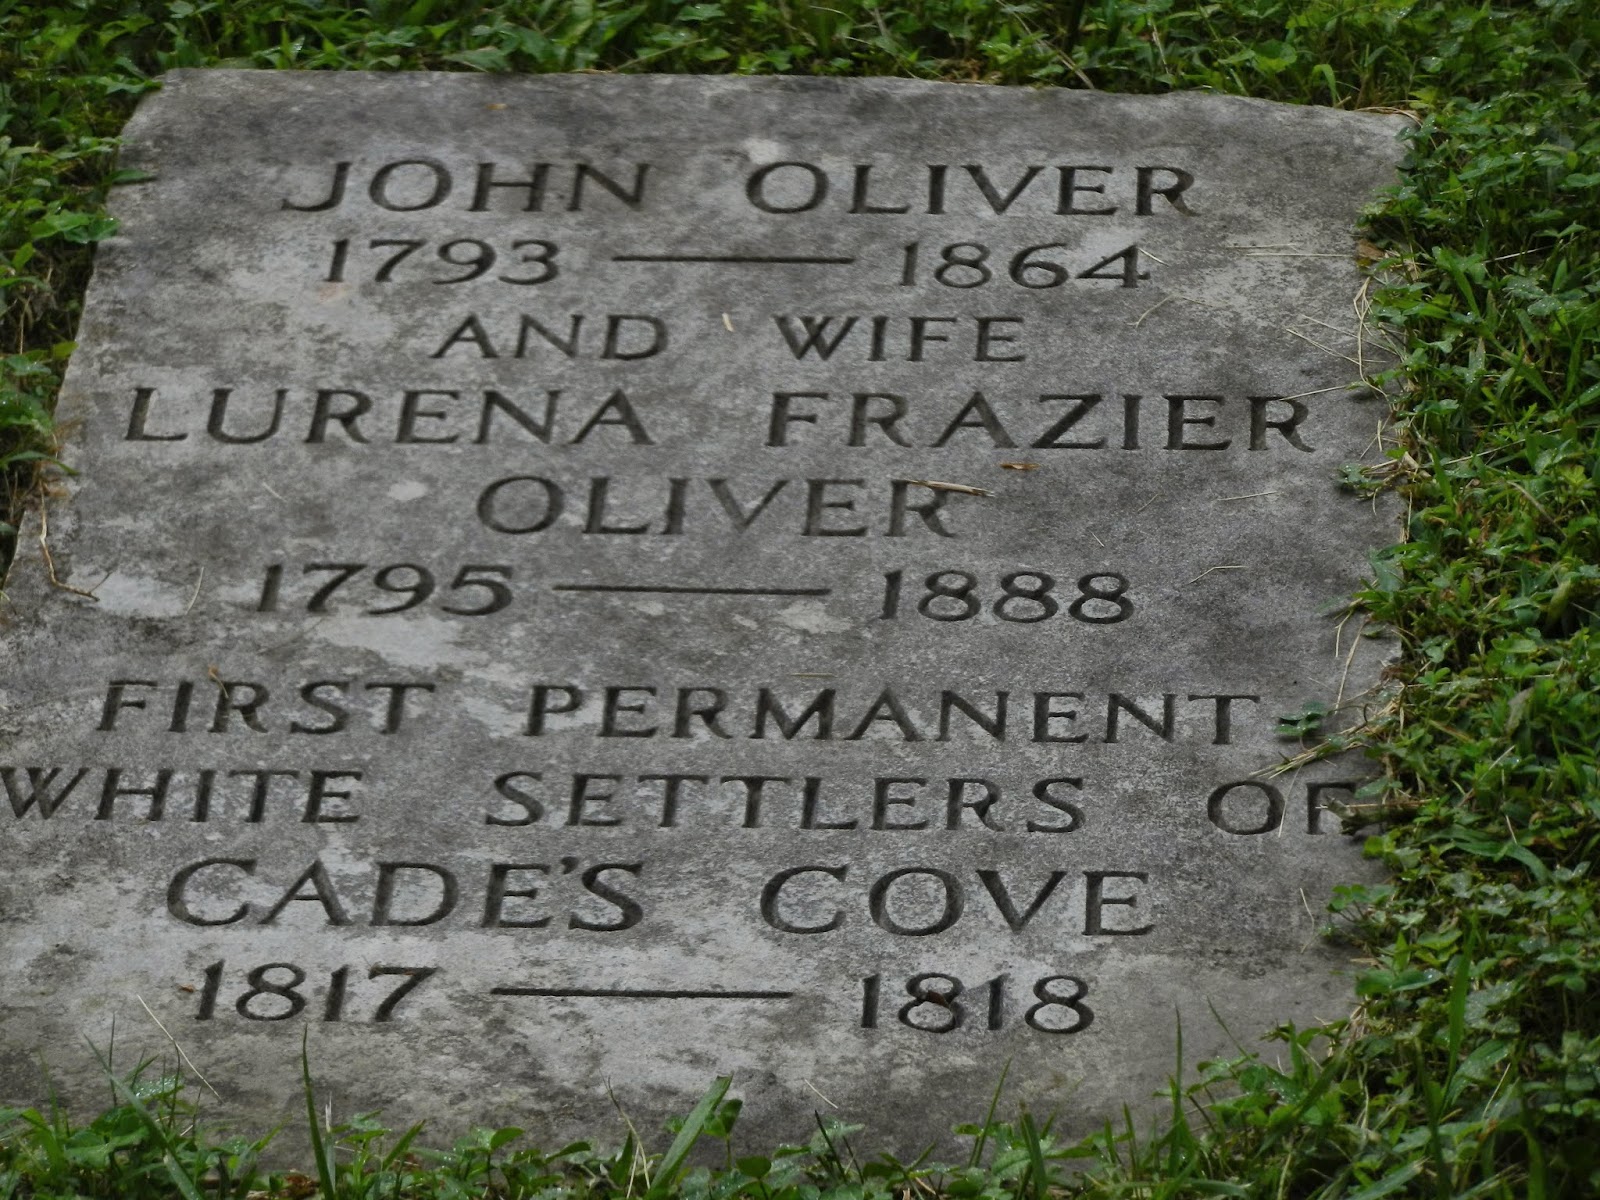 JOHN OLIVER
1793 — 1864
AND WIFE
LURENA FRAZIER
OLIVER
1795 — 1888
FIRST PERMANENT
WHITE SETTLERS OF
CADE'S COVE
1817 — 1818